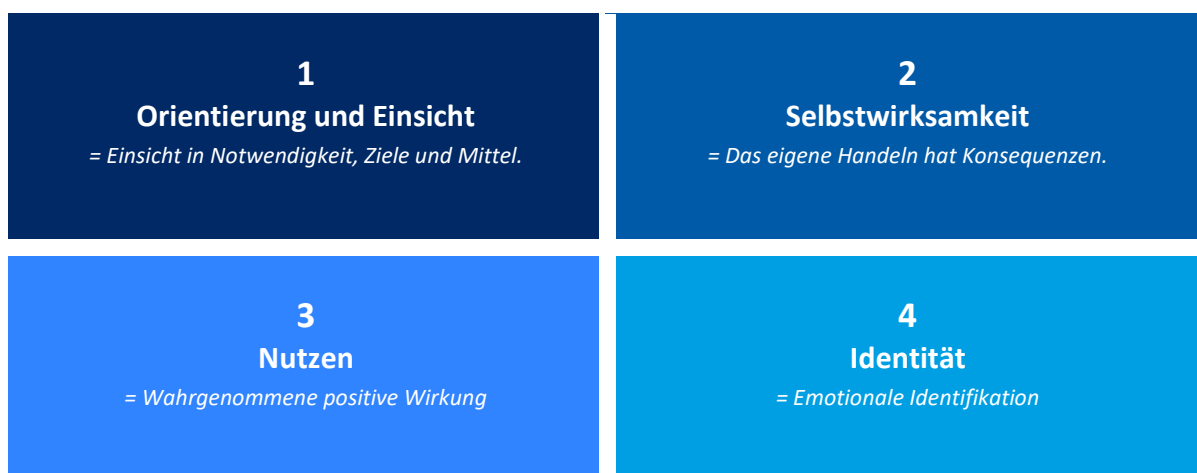 1
Orientierung und Einsicht
= Einsicht in Notwendigkeit, Ziele und Mittel.
2
Selbstwirksamkeit
= Das eigene Handeln hat Konsequenzen.
3
Nutzen
= Wahrgenommene positive Wirkung
4
Identität
= Emotionale Identifikation